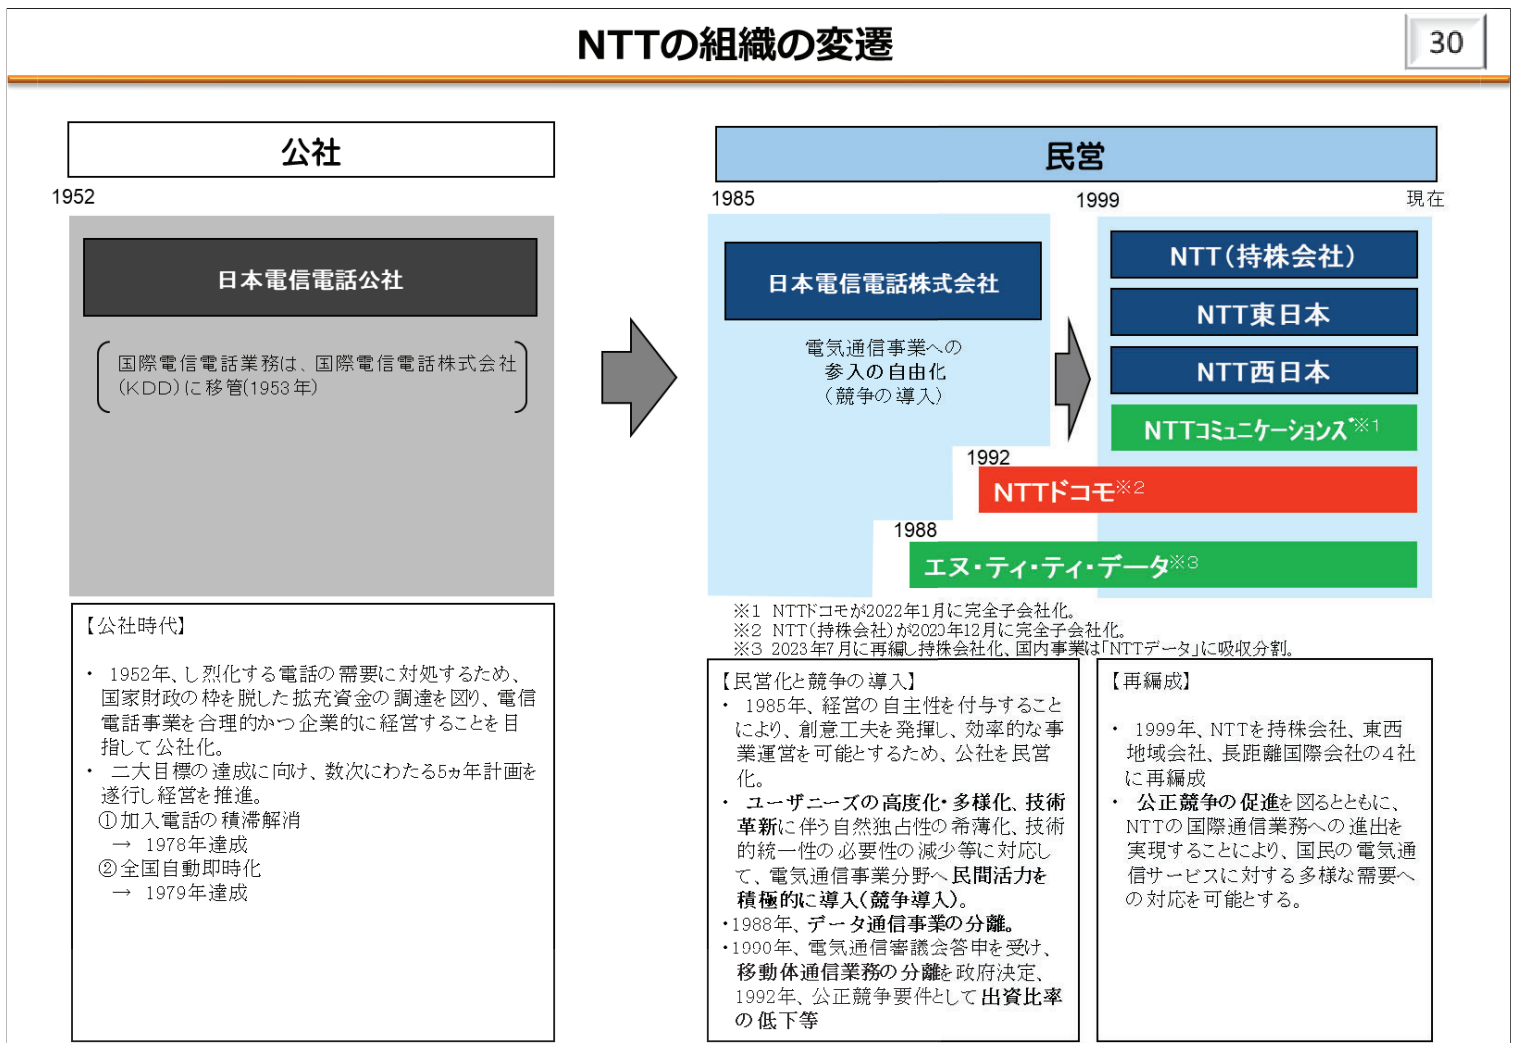 NTTの組織の変遷
30
公社
1952
日本電信電話公社
国際電信電話業務は、国際電信電話株式会社
(KDD)に移管(1953年)
【公社時代】
・ 1952年、し烈化する電話の需要に対処するため、
国家財政の枠を脱した拡充資金の調達を図り、電信
電話事業を合理的かつ企業的に経営することを目
指して公社化。
・ 二大目標の達成に向け、数次にわたる5ヵ年計画を
遂行し経営を推進。
①加入電話の積滞解消
→ 1978年達成
②全国自動即時化
→ 1979年達成
民営
1985
1999
現在
日本電信電話株式会社
電気通信事業への
参入の自由化
(競争の導入)
NTT(持株会社)
NTT東日本
NTT西日本
NTTコミュニケーションズ※1
1992
NTTドコモ※2
1988
エヌ・ティ・ティ・データ※3
※1 NTTドコモが2022年1月に完全子会社化。
※2 NTT(持株会社)が2020年12月に完全子会社化。
※3 2023年7月に再編し持株会社化、国内事業は「NTTデータ」に吸収分割。
【民営化と競争の導入】
・ 1985年、経営の自主性を付与すること
により、創意工夫を発揮し、効率的な事
業運営を可能とするため、公社を民営
化。
・ ユーザニーズの高度化・多様化、技術
革新に伴う自然独占性の希薄化、技術
的統一性の必要性の減少等に対応し
て、電気通信事業分野へ民間活力を
積極的に導入(競争導入)。
・1988年、データ通信事業の分離。
・1990年、電気通信審議会答申を受け、
移動体通信業務の分離を政府決定、
1992年、公正競争要件として出資比率
の低下等
【再編成】
・ 1999年、NTTを持株会社、東西
地域会社、長距離国際会社の4社
に再編成
・ 公正競争の促進を図るとともに、
NTTの国際通信業務への進出を
実現することにより、国民の電気通
信サービスに対する多様な需要へ
の対応を可能とする。